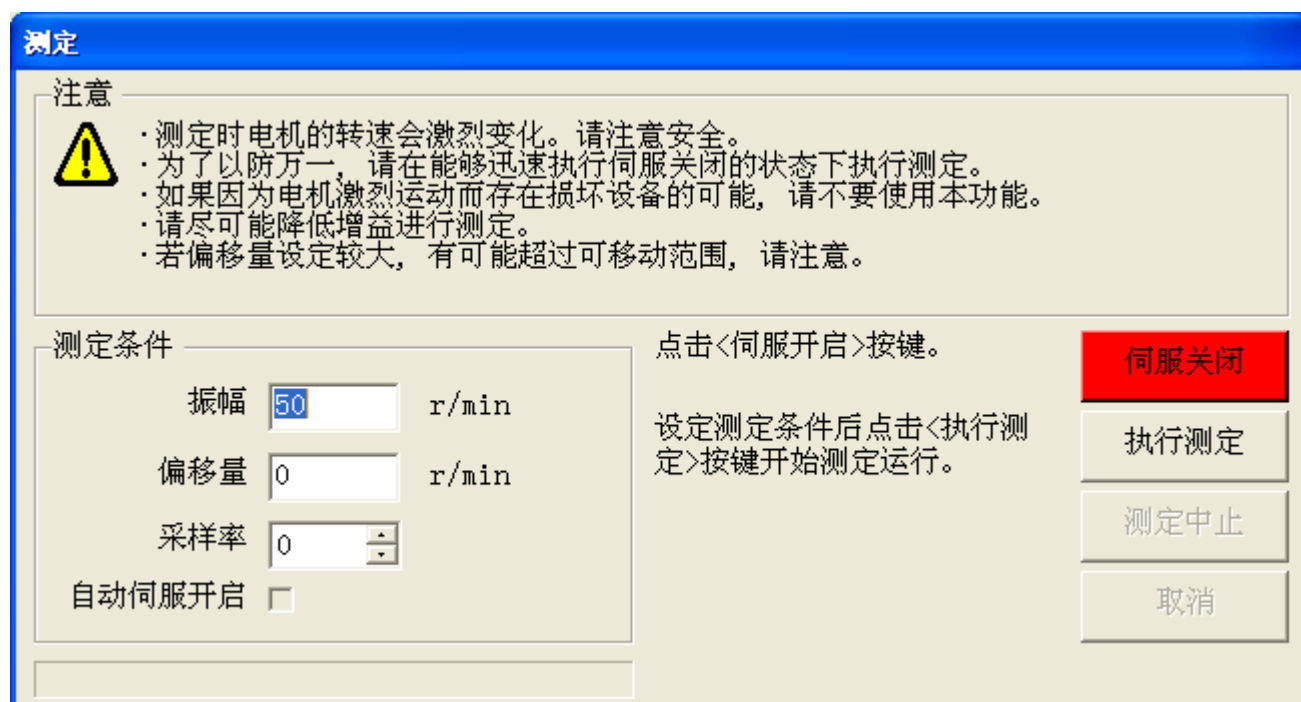 测定
注意
·测定时电机的转速会激烈变化。请注意安全。
·为了以防万一，请在能够迅速执行伺服关闭的状态下执行测定。
·如果因为电机激烈运动而存在损坏设备的可能，请不要使用本功能。
·请尽可能降低增益进行测定。
·若偏移量设定较大，有可能超过可移动范围，请注意。
测定条件
振幅 50 r/min
偏移量 0 r/min
采样率 0
自动伺服开启
点击<伺服开启>按键。
设定测定条件后点击<执行测
定>按键开始测定运行。
伺服关闭
执行测定
测定中止
取消